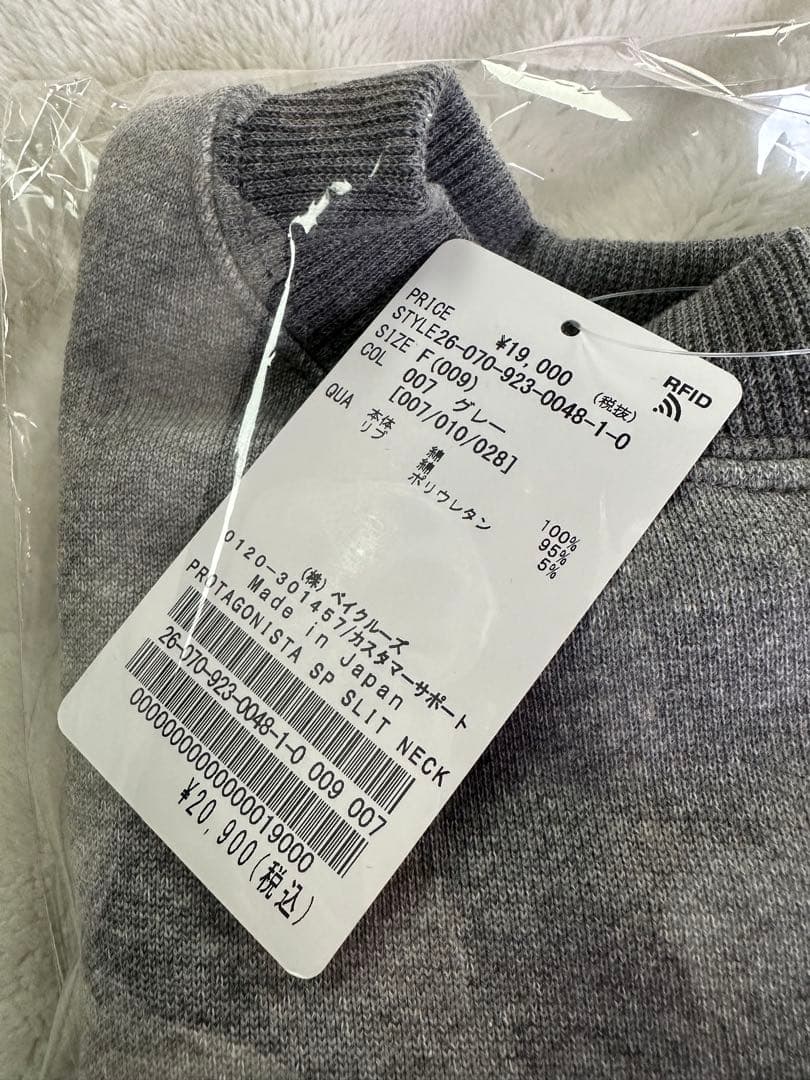 RFID
PRICE ¥19,000 (税抜)
STYLE26-070-923-0048-1-0
SIZE F(009)
COL 007 グレー
[007/010/028]
QUA 本体 綿 100%
リブ 綿 95%
ポリウレタン 5%
(株) ベイクルーズ
0120-301457/カスタマーサポート
Made in Japan
PROTAGONISTA SP SLIT NECK
26-070-923-0048-1-0 009 007
0000000000000019000
¥20,900(税込)